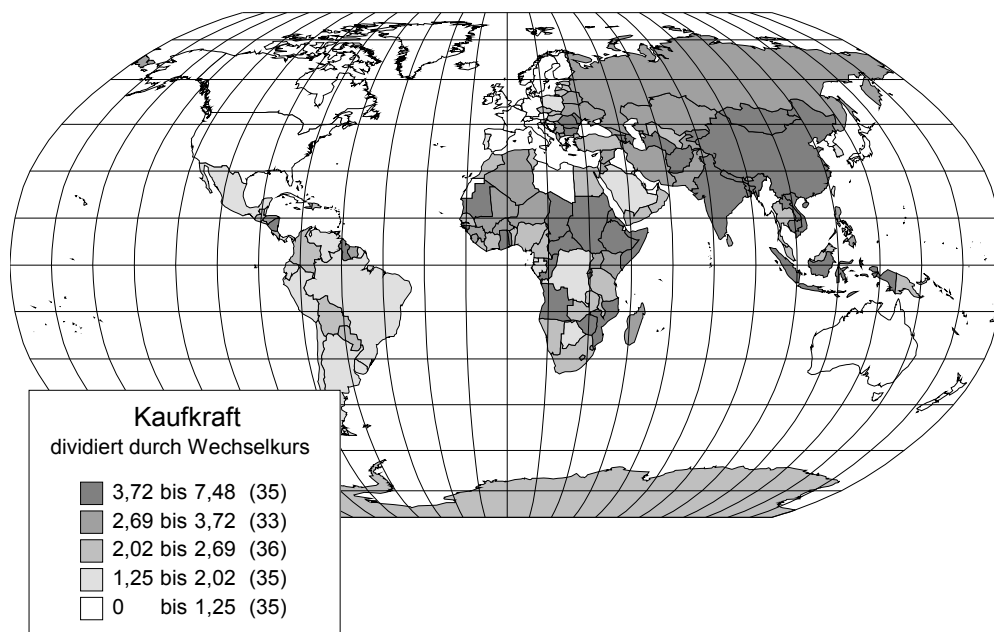 Kaufkraft
dividiert durch Wechselkurs
3,72 bis 7,48 (35)
2,69 bis 3,72 (33)
2,02 bis 2,69 (36)
1,25 bis 2,02 (35)
0 bis 1,25 (35)